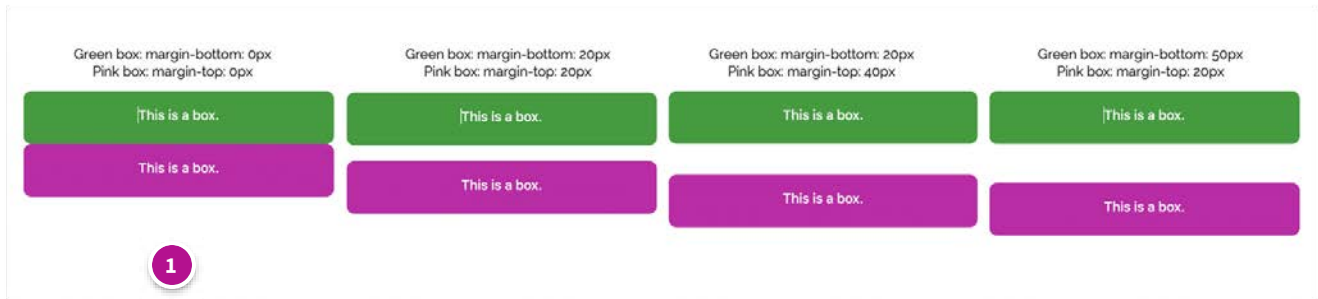 Green box: margin-bottom: 0px
Pink box: margin-top: 0px
This is a box.
This is a box.
1
Green box: margin-bottom: 20px
Pink box: margin-top: 20px
This is a box.
This is a box.
Green box: margin-bottom: 20px
Pink box: margin-top: 40px
This is a box.
This is a box.
Green box: margin-bottom: 50px
Pink box: margin-top: 20px
This is a box.
This is a box.